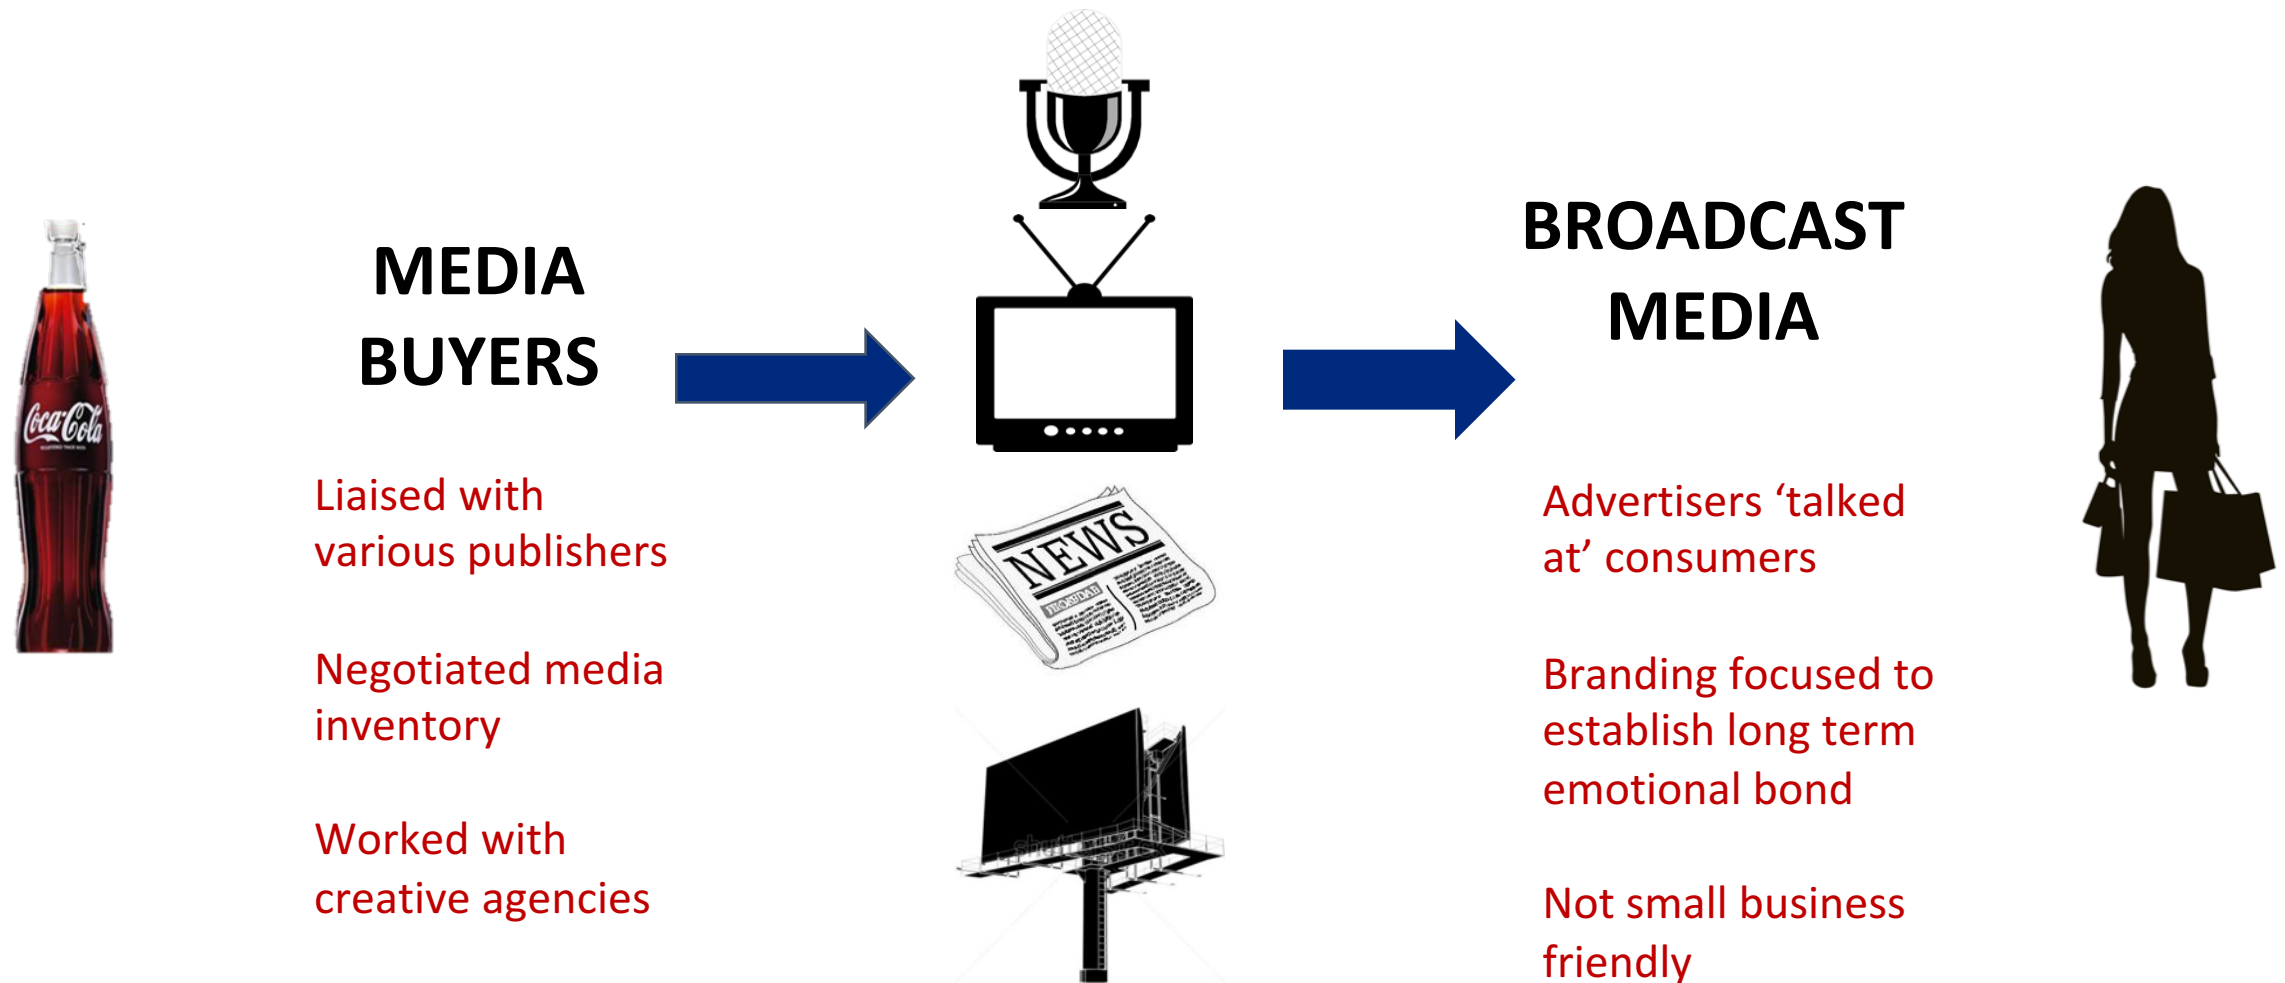 MEDIA
BUYERS
Liaised with
various publishers
Negotiated media
inventory
Worked with
creative agencies
Coca-Cola
NEWS
BROADCAST
MEDIA
Advertisers ‘talked
at’ consumers
Branding focused to
establish long term
emotional bond
Not small business
friendly